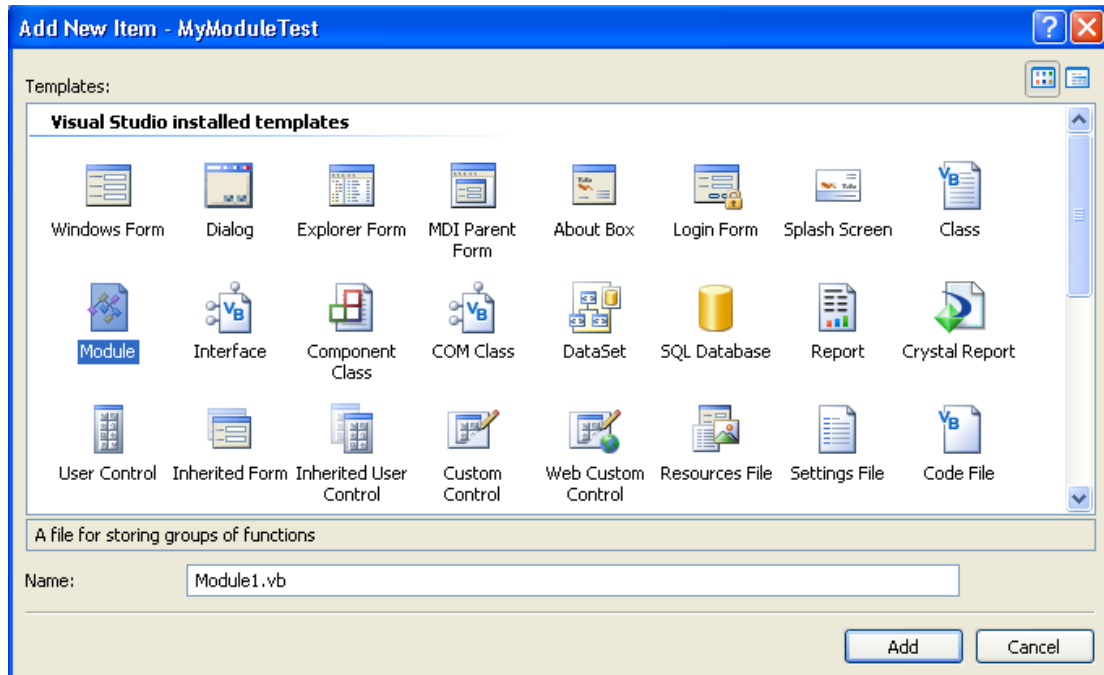 Add New Item - MyModuleTest
Templates:
Visual Studio installed templates
Windows Form
Dialog
Explorer Form
MDI Parent
Form
About Box
Login Form
Splash Screen
Class
Module
Interface
Component
Class
COM Class
DataSet
SQL Database
Report
Crystal Report
User Control
Inherited Form
Inherited User
Control
Custom
Control
Web Custom
Control
Resources File
Settings File
Code File
A file for storing groups of functions
Name:
Module1.vb
Add
Cancel